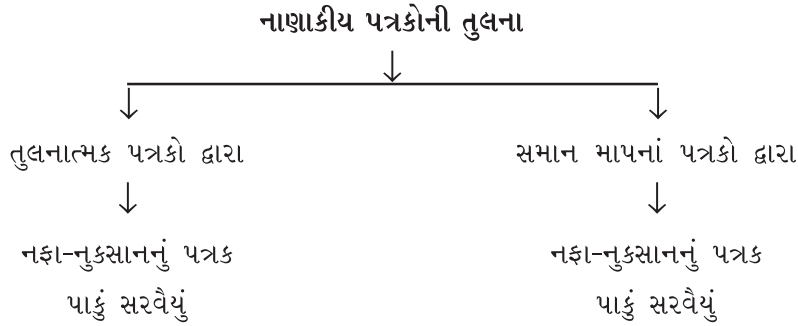 નાણાકીય પત્રકોની તુલના
તુલનાત્મક પત્રકો દ્વારા
નફા-નુકસાનનું પત્રક
પાકું સરવૈયું
સમાન માપનાં પત્રકો દ્વારા
નફા-નુકસાનનું પત્રક
પાકું સરવૈયું